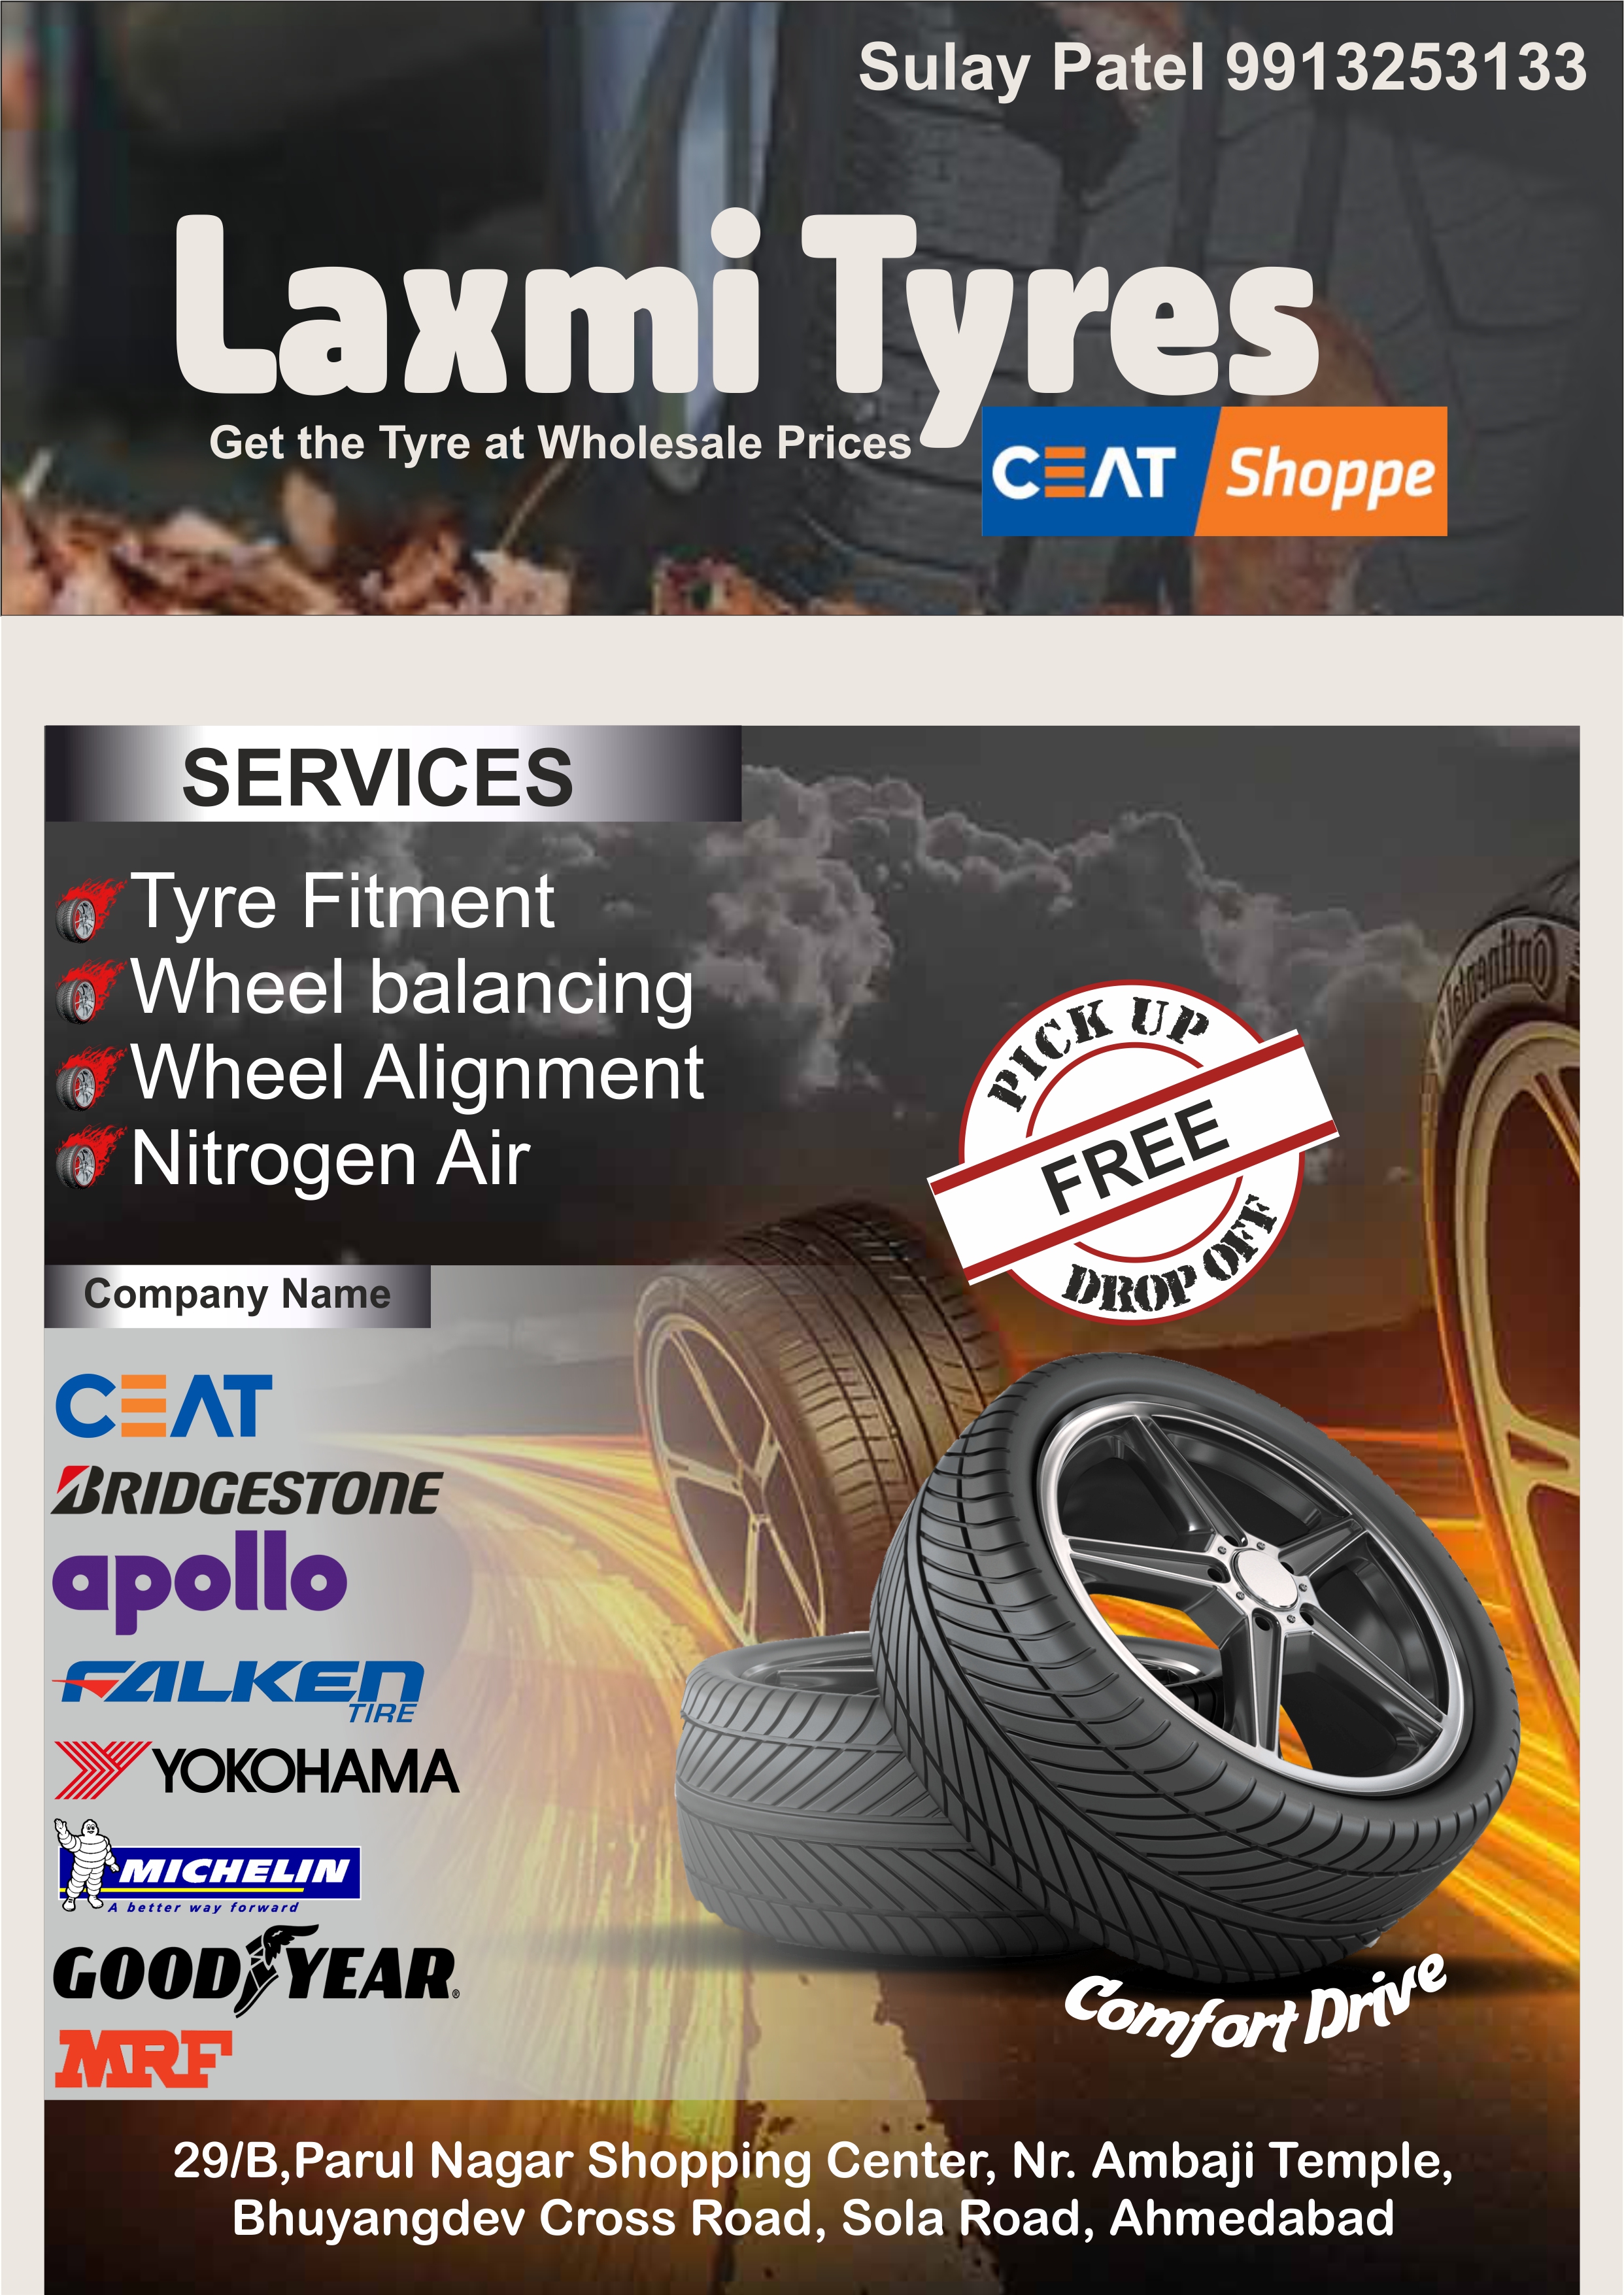 Sulay Patel 9913253133
Laxmi Tyres
Get the Tyre at Wholesale Prices
CEAT Shoppe
SERVICES
Tyre Fitment
Wheel balancing
Wheel Alignment
Nitrogen Air
PICK UP
FREE
DROP OFF
Company Name
CEAT
BRIDGESTONE
apollo
FALKEN
TIRE
YOKOHAMA
MICHELIN
A better way forward
GOODYEAR®
MRF
Comfort Drive
29/B,Parul Nagar Shopping Center, Nr. Ambaji Temple,
Bhuyangdev Cross Road, Sola Road, Ahmedabad